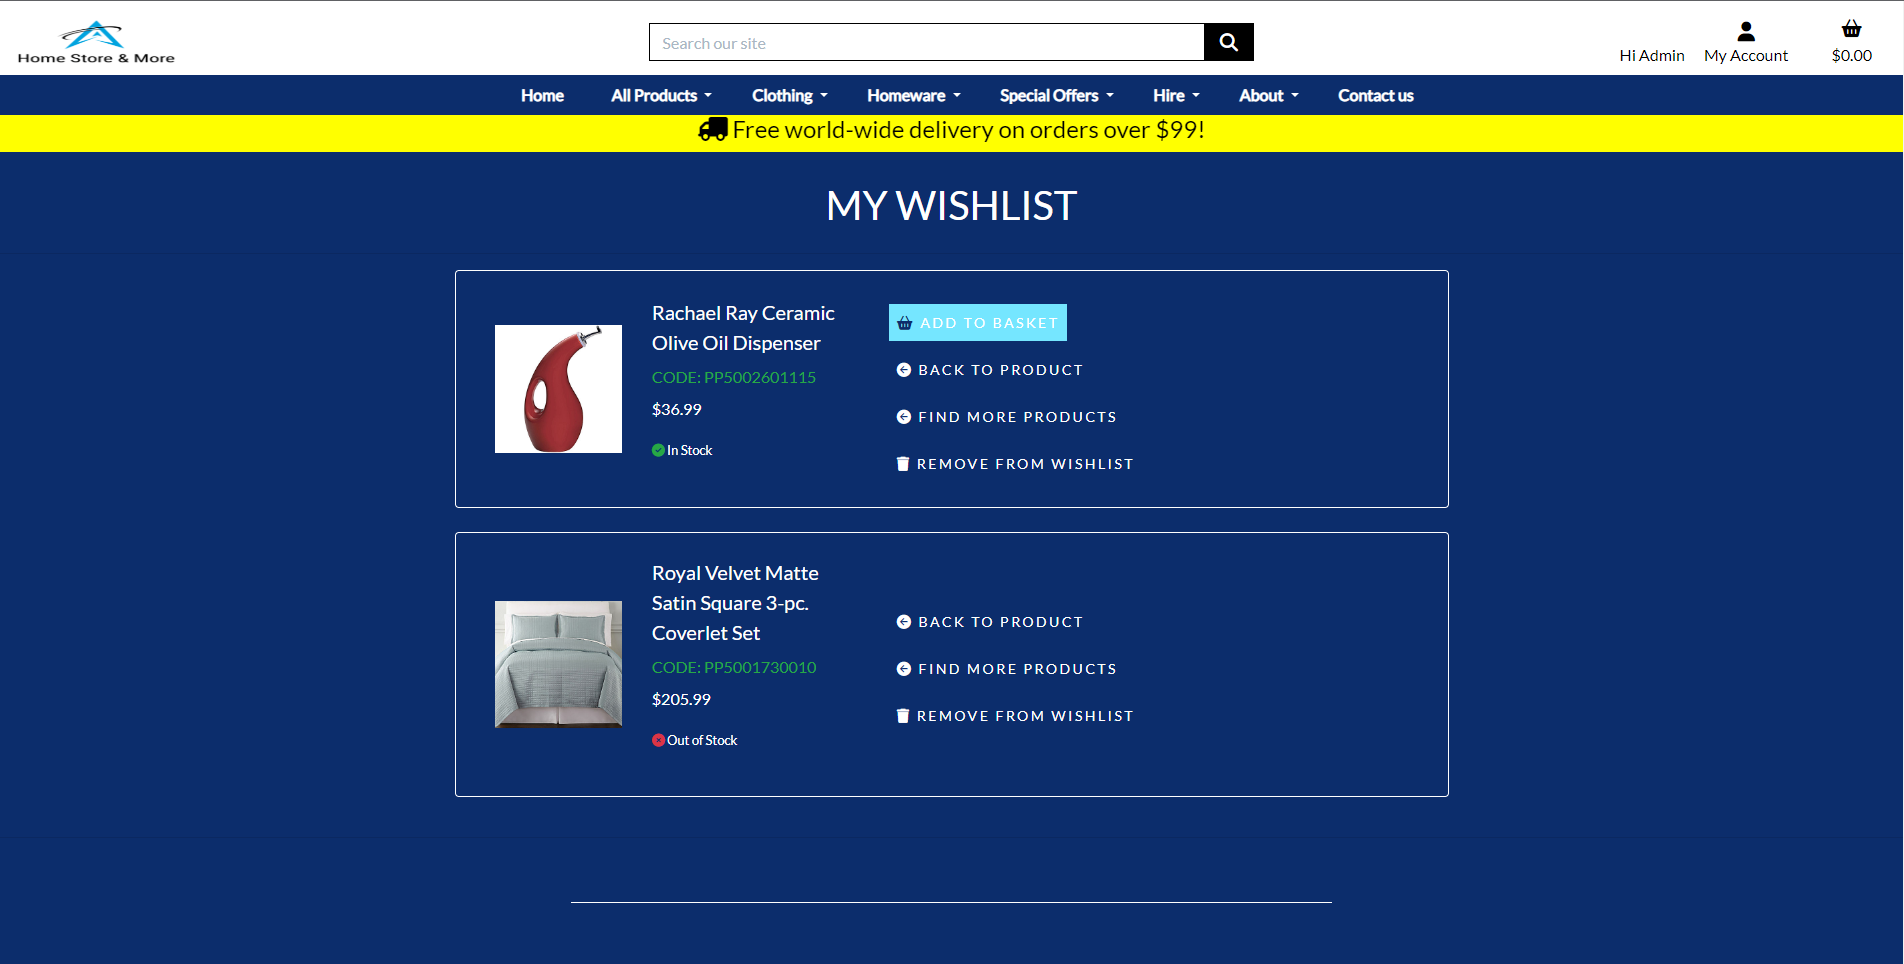 Home Store & More
Search our site
Hi Admin
My Account
$0.00
Home
All Products
Clothing
Homeware
Special Offers
Hire
About
Contact us
Free world-wide delivery on orders over $99!
MY WISHLIST
Rachael Ray Ceramic
Olive Oil Dispenser
CODE: PP5002601115
$36.99
In Stock
ADD TO BASKET
BACK TO PRODUCT
FIND MORE PRODUCTS
REMOVE FROM WISHLIST
Royal Velvet Matte
Satin Square 3-pc.
Coverlet Set
CODE: PP5001730010
$205.99
Out of Stock
BACK TO PRODUCT
FIND MORE PRODUCTS
REMOVE FROM WISHLIST